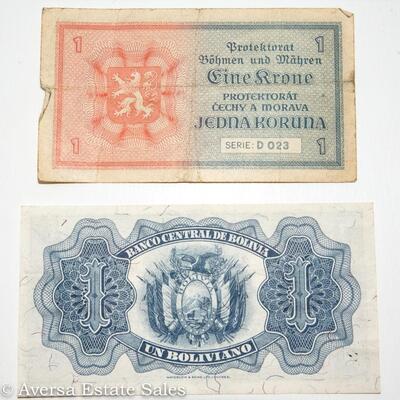 1
Protektorat
Böhmen und Mähren
Eine Krone
PROTEKTORÁT
ČECHY A MORAVA
JEDNA KORUNA
SERIE: D 023
1
1
1
BANCO CENTRAL DE BOLIVIA
1
1
UN BOLIVIANO
© Aversa Estate Sales